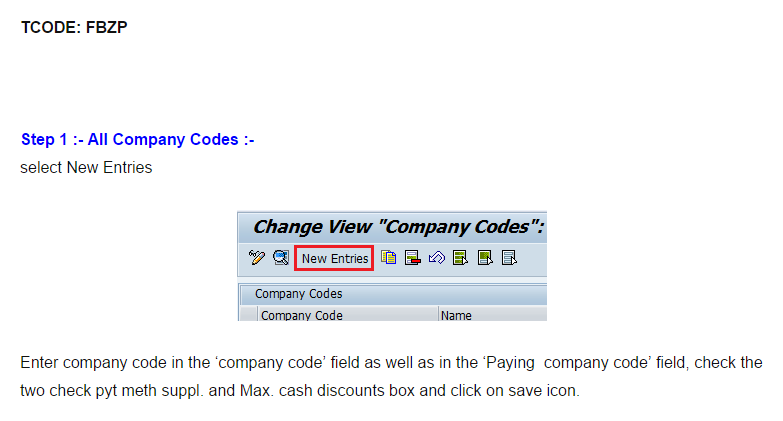 TCODE: FBZP
Step 1 :- All Company Codes :-
select New Entries
Change View "Company Codes":
New Entries
Company Codes
Company Code Name
Enter company code in the ‘company code’ field as well as in the ‘Paying company code’ field, check the
two check pyt meth suppl. and Max. cash discounts box and click on save icon.